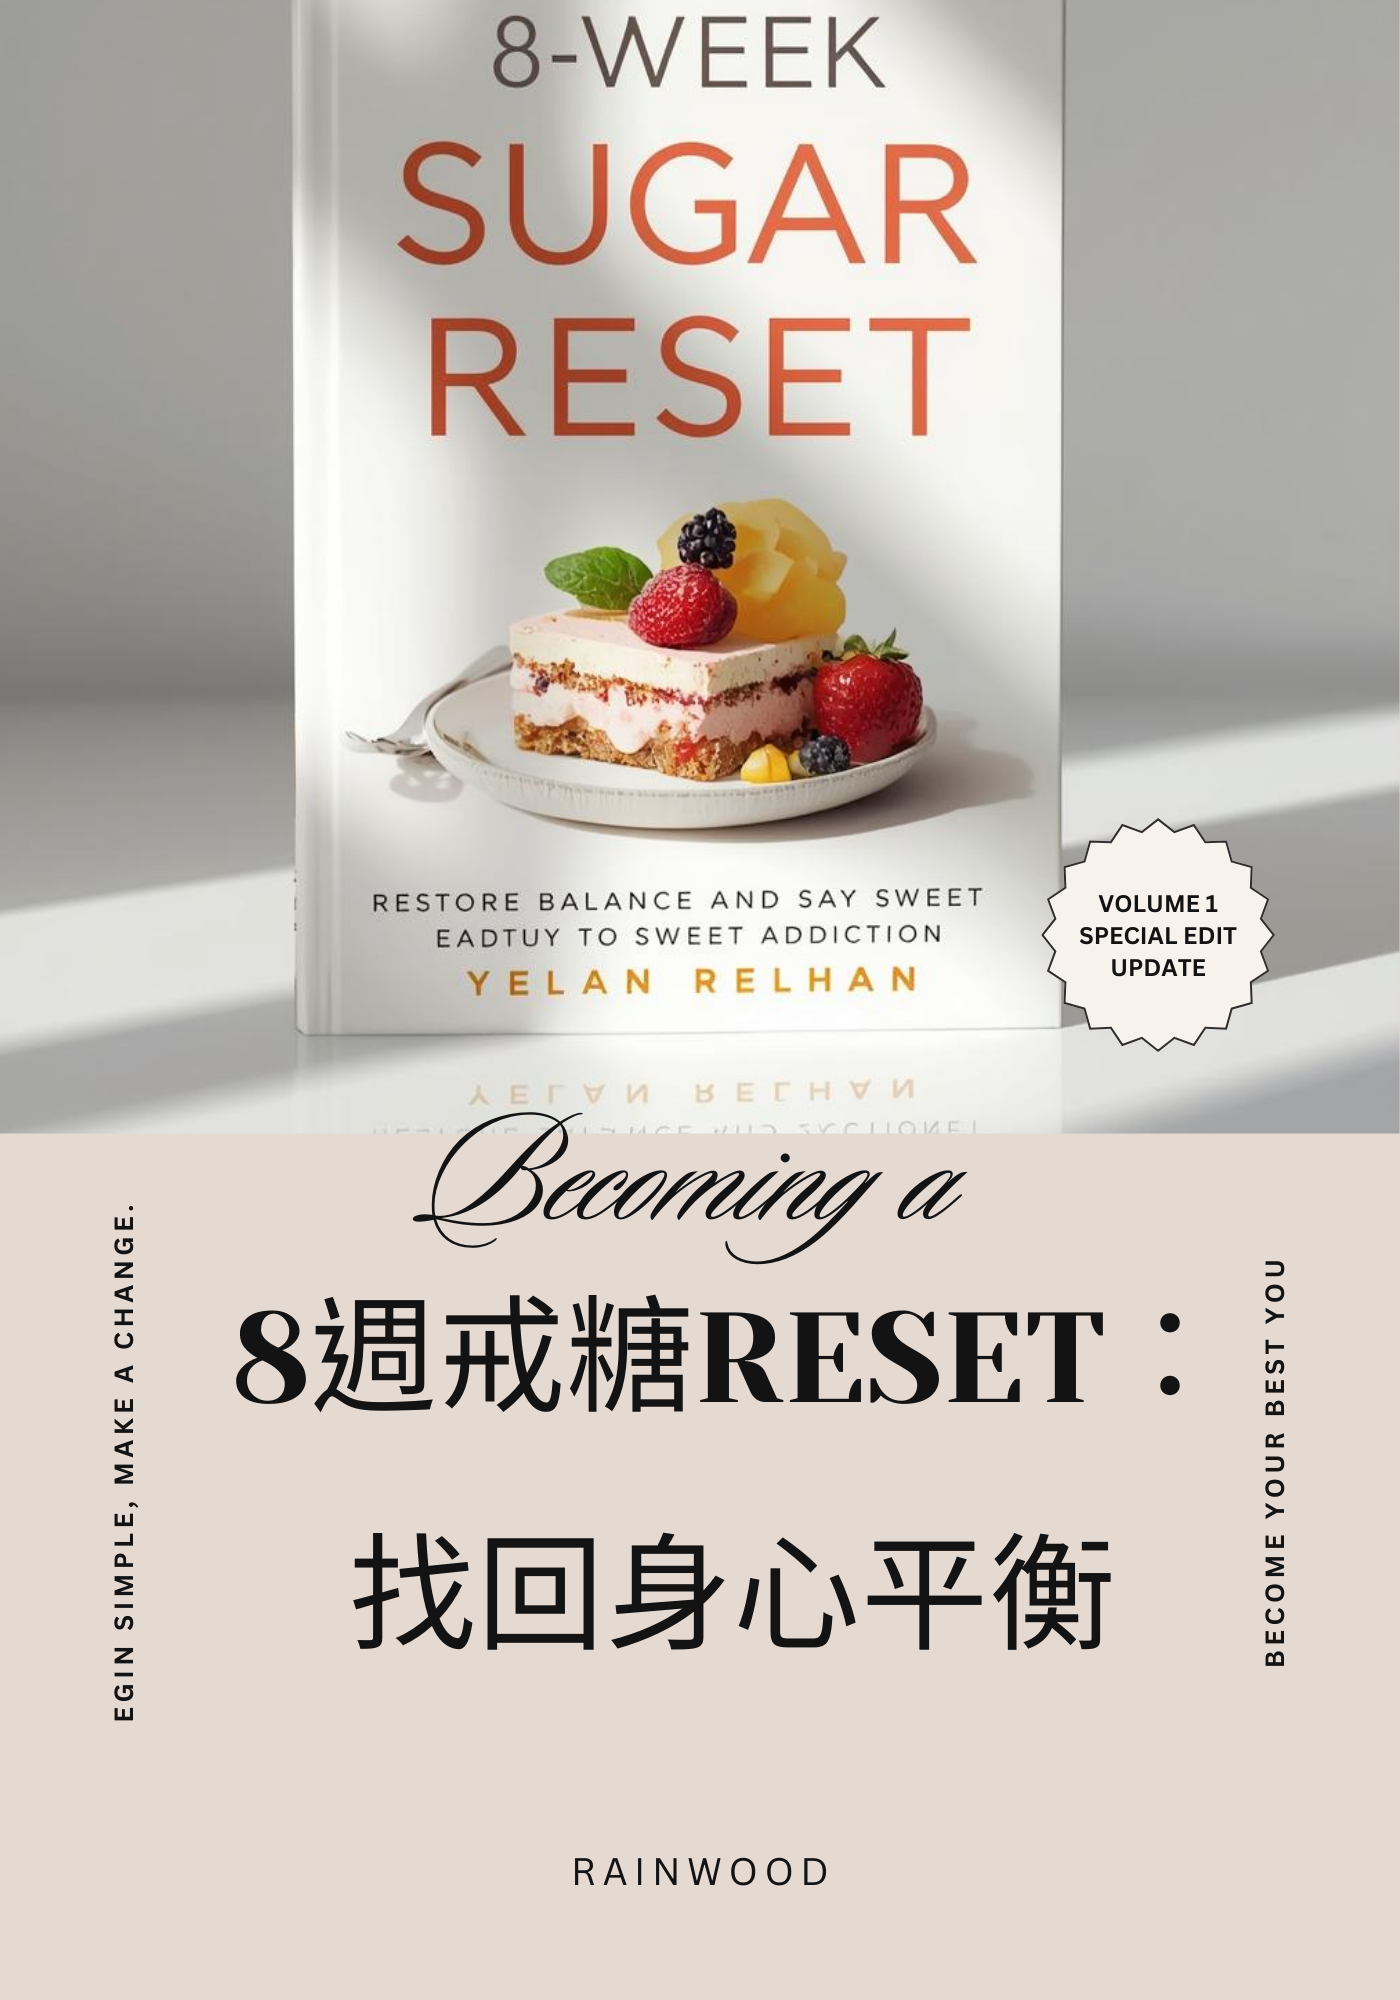 8-WEEK
SUGAR
RESET
RESTORE BALANCE AND SAY SWEET
EADTUY TO SWEET ADDICTION
YELAN RELHAN
VOLUME 1
SPECIAL EDIT
UPDATE
YELAN RELHAN
Becoming a
EGIN SIMPLE, MAKE A CHANGE.
8週戒糖RESET：
找回身心平衡
BECOME YOUR BEST YOU
RAINWOOD